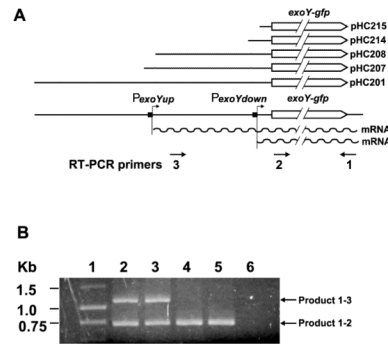 A
exoY-gfp
pHC215
pHC214
pHC208
pHC207
pHC201
PexoYup PexoYdown exoY-gfp
mRNA
mRNA
RT-PCR primers 3 2 1
B
Kb 1 2 3 4 5 6
1.5
1.0
0.75
Product 1-3
Product 1-2